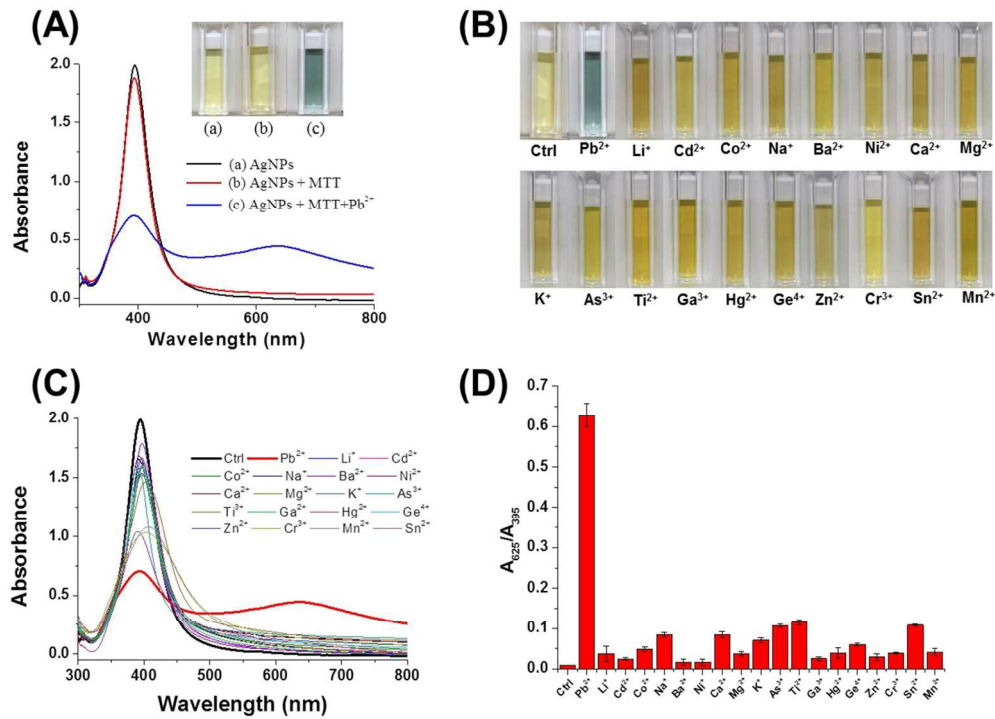 (A)
2.0
1.5
1.0
0.5
0.0
Absorbance
(a) (b) (c)
(a) AgNPs
(b) AgNPs + MTT
(c) AgNPs + MTT+Pb²⁺
400 500 600 700 800
Wavelength (nm)
(B)
Ctrl Pb²⁺ Li⁺ Cd²⁺ Co²⁺ Na⁺ Ba²⁺ Ni²⁺ Ca²⁺ Mg²⁺
K⁺ As³⁺ Ti²⁺ Ga³⁺ Hg²⁺ Ge⁴⁺ Zn²⁺ Cr³⁺ Sn²⁺ Mn²⁺
(C)
2.0
1.5
1.0
0.5
0.0
Absorbance
Ctrl Pb²⁺ Li⁺ Cd²⁺
Co²⁺ Na⁺ Ba²⁺ Ni²⁺
Ca²⁺ Mg²⁺ K⁺ As³⁺
Ti³⁺ Ga²⁺ Hg²⁺ Ge⁴⁺
Zn²⁺ Cr³⁺ Mn²⁺ Sn²⁺
300 400 500 600 700 800
Wavelength (nm)
(D)
0.7
0.6
0.5
0.4
0.3
0.2
0.1
0.0
A₆₂₅/A₃₉₅
Ctrl Pb²⁺ Li⁺ Cd²⁺ Co²⁺ Na⁺ Ba²⁺ Ni²⁺ Ca²⁺ Mg²⁺ K⁺ As³⁺ Ti²⁺ Ga³⁺ Hg²⁺ Ge⁴⁺ Zn²⁺ Cr³⁺ Sn²⁺ Mn²⁺